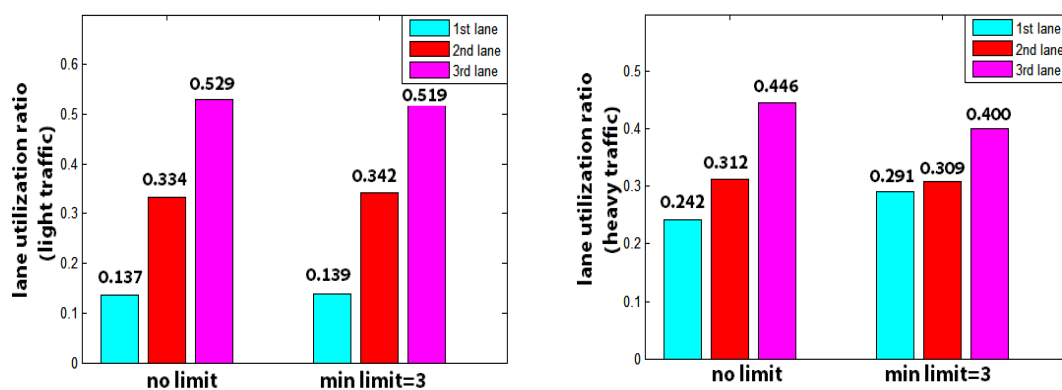 lane utilization ratio
(light traffic)
0.6
0.5
0.4
0.3
0.2
0.1
0
1st lane
2nd lane
3rd lane
0.137
0.334
0.529
0.139
0.342
0.519
no limit
min limit=3
lane utilization ratio
(heavy traffic)
0.5
0.4
0.3
0.2
0.1
0
1st lane
2nd lane
3rd lane
0.242
0.312
0.446
0.291
0.309
0.400
no limit
min limit=3